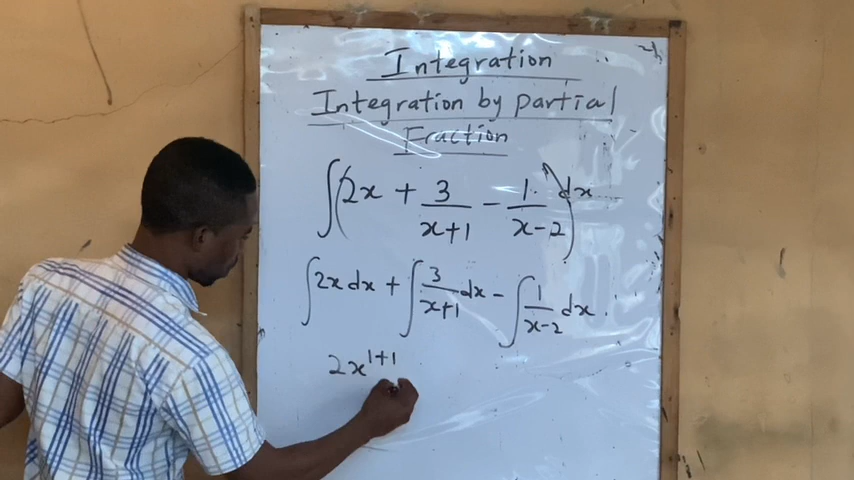 Integration
Integration by partial
Fraction
∫(2x + 3/(x+1) - 1/(x-2)) dx
∫2x dx + ∫3/(x+1) dx - ∫1/(x-2) dx
2x^(1+1)